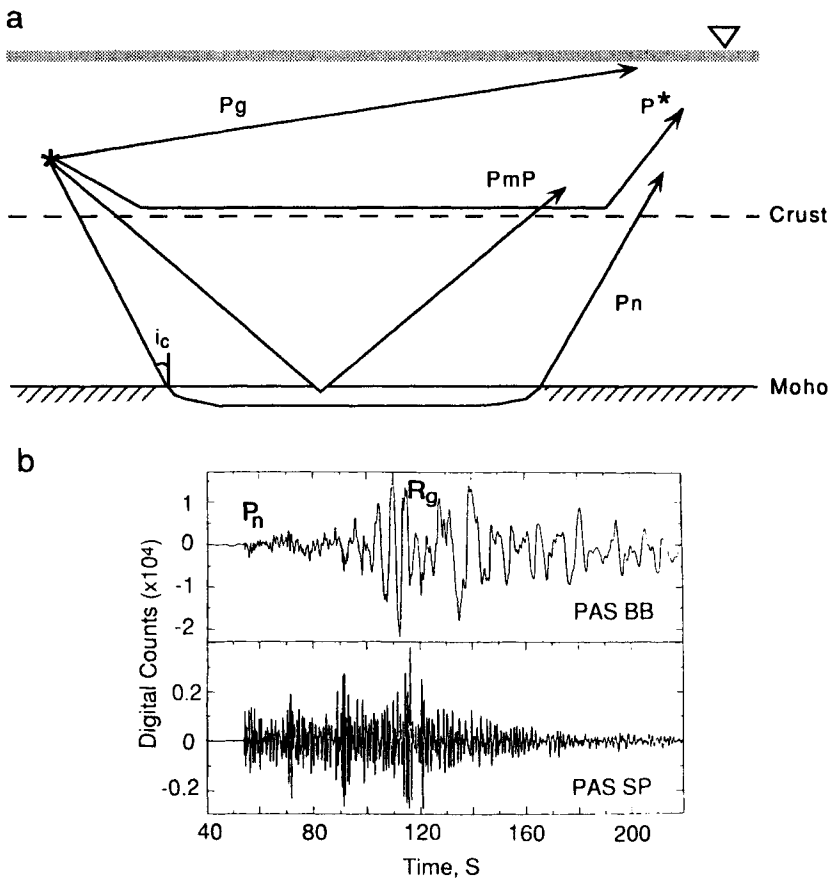 a
Pg
P*
PmP
Crust
Pn
ic
Moho
b
Pn
Rg
1
0
-1
-2
PAS BB
Digital Counts (x10⁴)
0.2
0
-0.2
PAS SP
40 80 120 160 200
Time, S